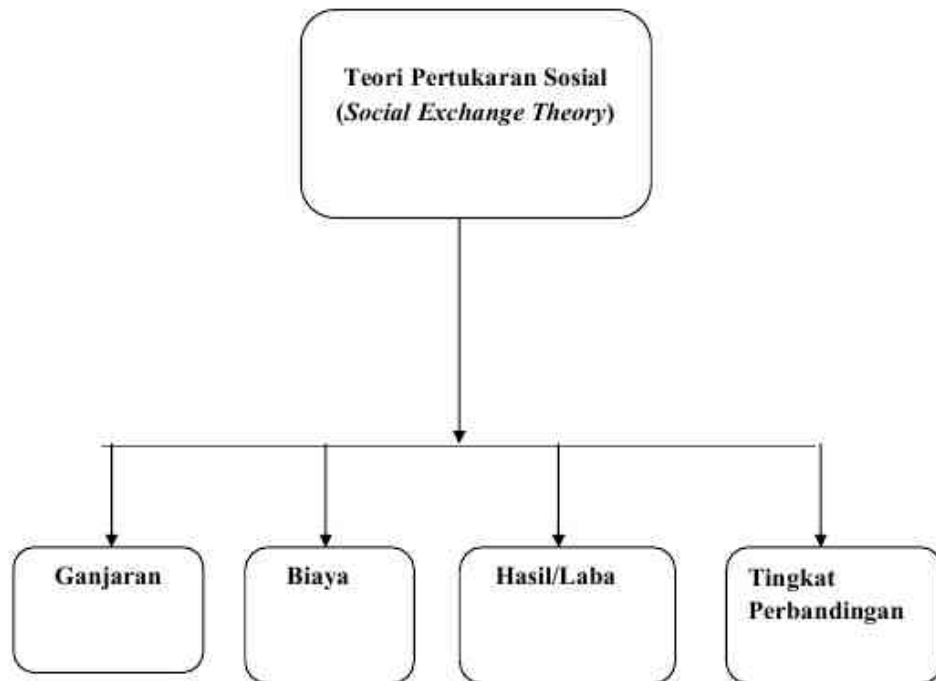 Teori Pertukaran Sosial
(Social Exchange Theory)
Ganjaran
Biaya
Hasil/Laba
Tingkat
Perbandingan